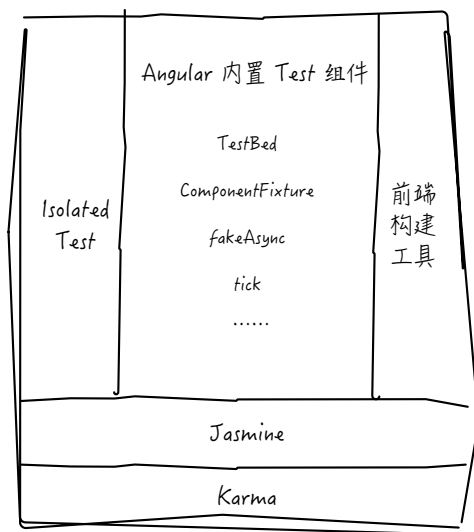 Angular 内置 Test 组件
TestBed
ComponentFixture
fakeAsync
tick
......
Isolated
Test
前端
构建
工具
Jasmine
Karma